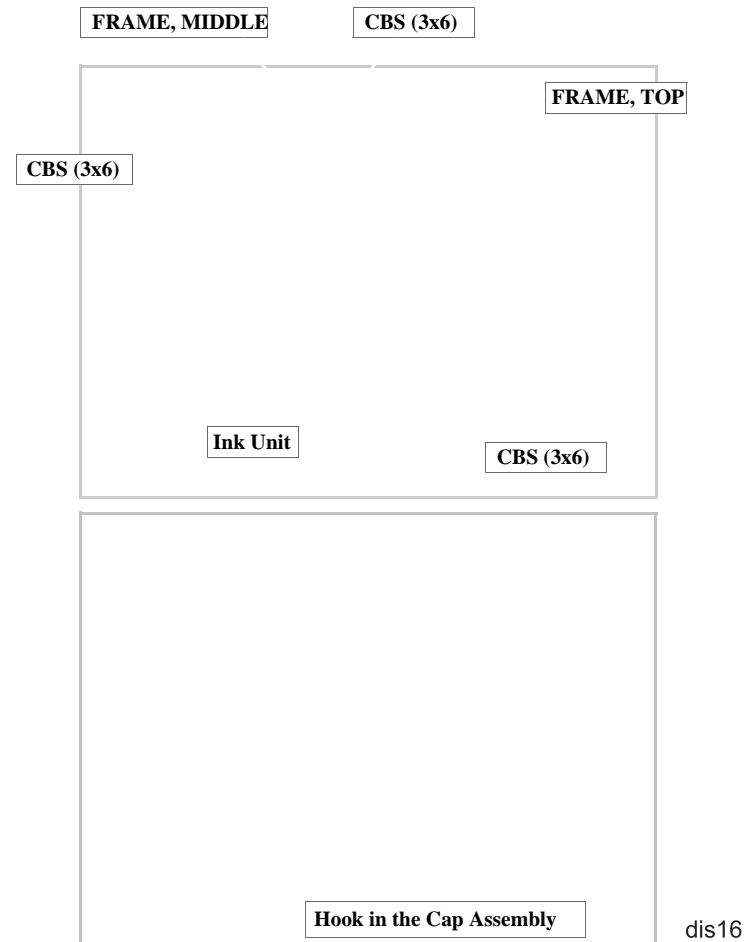 FRAME, MIDDLE
CBS (3x6)
FRAME, TOP
CBS (3x6)
Ink Unit
CBS (3x6)
Hook in the Cap Assembly
dis16